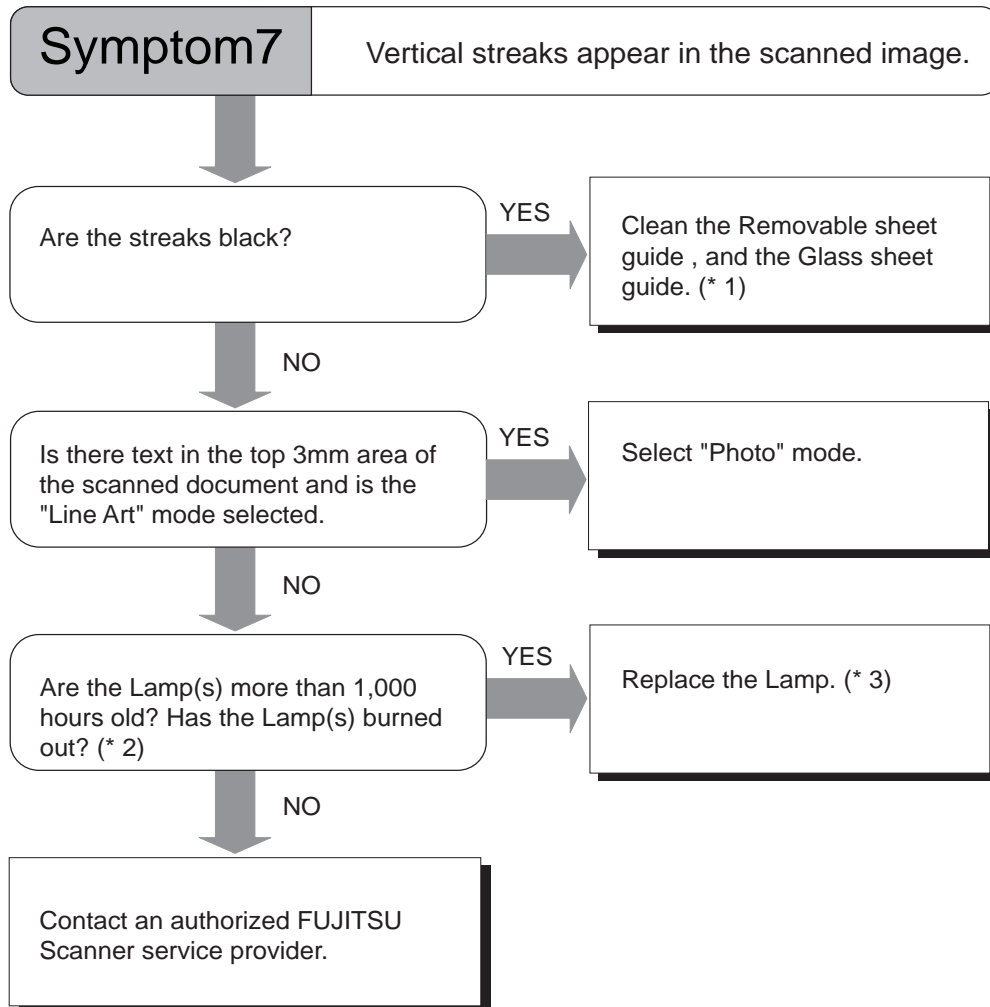 Symptom7
Vertical streaks appear in the scanned image.
Are the streaks black?
YES
Clean the Removable sheet
guide , and the Glass sheet
guide. (* 1)
NO
Is there text in the top 3mm area of
the scanned document and is the
"Line Art" mode selected.
YES
Select "Photo" mode.
NO
Are the Lamp(s) more than 1,000
hours old? Has the Lamp(s) burned
out? (* 2)
YES
Replace the Lamp. (* 3)
NO
Contact an authorized FUJITSU
Scanner service provider.